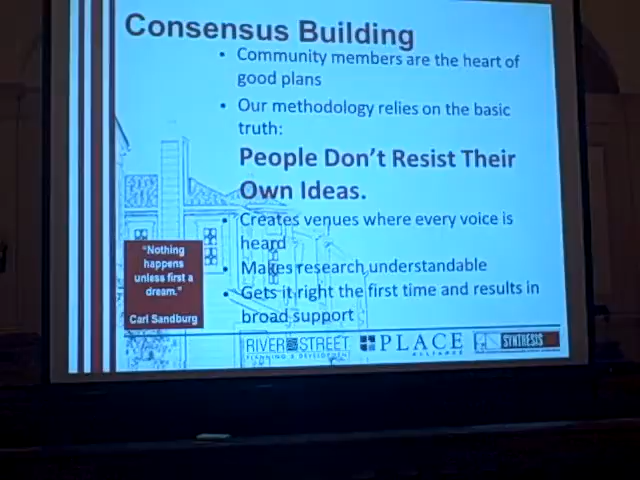 Consensus Building
• Community members are the heart of
good plans
• Our methodology relies on the basic
truth:
People Don't Resist Their
Own Ideas.
• Creates venues where every voice is
heard
• Makes research understandable
• Gets it right the first time and results in
broad support
"Nothing
happens
unless first a
dream."
Carl Sandburg
RIVER STREET
PLANNING & DEVELOPMENT
PLACE
ALLIANCE
SYNTHESIS